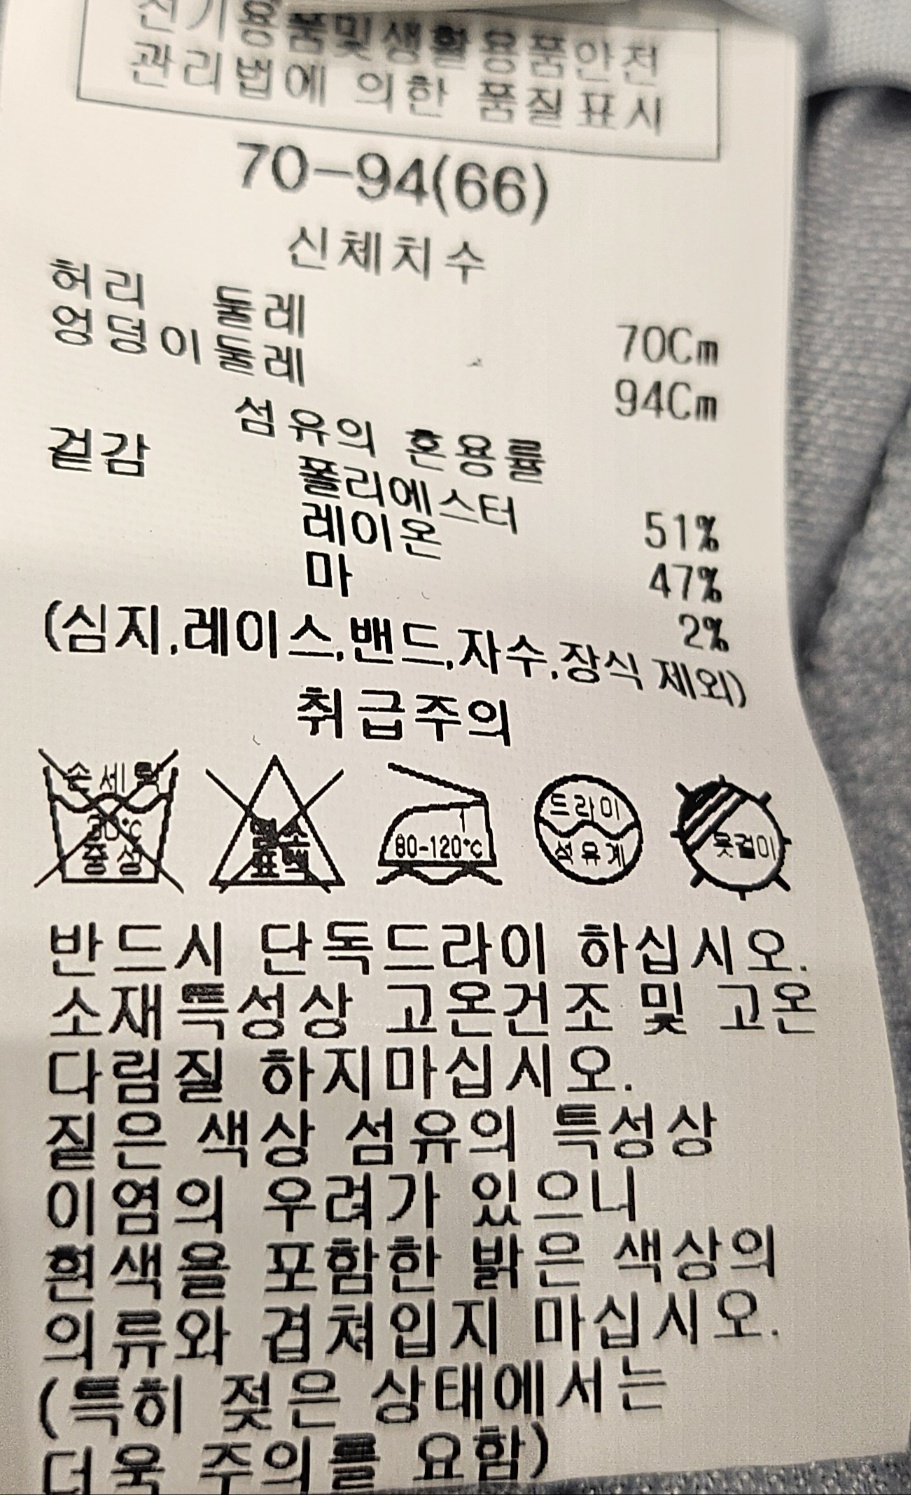 전기용품및생활용품안전
관리법에 의한 품질표시
70-94(66)
신체치수
허리 둘레 70Cm
엉덩이둘레 94Cm
섬유의 혼용률
겉감 폴리에스터 51%
레이온 47%
마 2%
(심지,레이스,밴드,자수,장식 제외)
취급주의
손세탁
30℃
중성
염소
표백
80-120℃
드라이
석유계
옷걸이
반드시 단독드라이 하십시오.
소재특성상 고온건조 및 고온
다림질 하지마십시오.
질은 색상 섬유의 특성상
이염의 우려가 있으니
흰색을 포함한 밝은 색상의
의류와 겹쳐입지 마십시오.
(특히 젖은 상태에서는
더욱 주의를 요함)